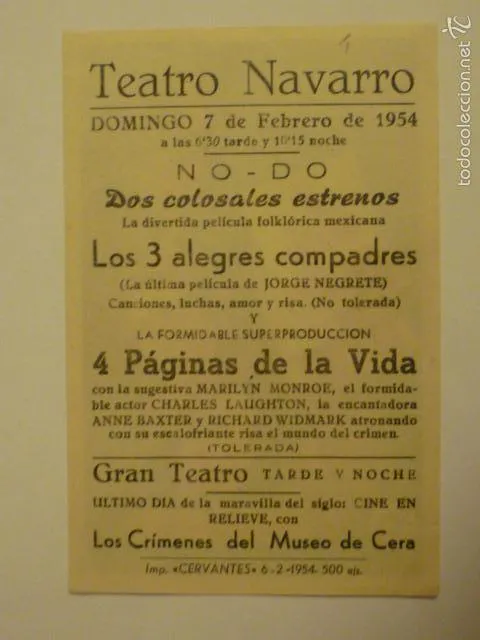 Teatro Navarro
DOMINGO 7 de Febrero de 1954
a las 6'30 tarde y 10'15 noche
NO-DO
Dos colosales estrenos
La divertida película folklórica mexicana
Los 3 alegres compadres
(La última película de JORGE NEGRETE)
Canciones, luchas, amor y risa. (No tolerada)
Y
LA FORMIDABLE SUPERPRODUCCION
4 Páginas de la Vida
con la sugestiva MARILYN MONROE, el formida-
ble actor CHARLES LAUGHTON, la encantadora
ANNE BAXTER y RICHARD WIDMARK atronando
con su escalofriante risa el mundo del crimen.
(TOLERADA)
Gran Teatro TARDE Y NOCHE
ULTIMO DIA de la maravilla del siglo: CINE EN
RELIEVE, con
Los Crímenes del Museo de Cera
Imp. «CERVANTES» 6-2-1954- 500 ejs.
todocoleccion.net
tc